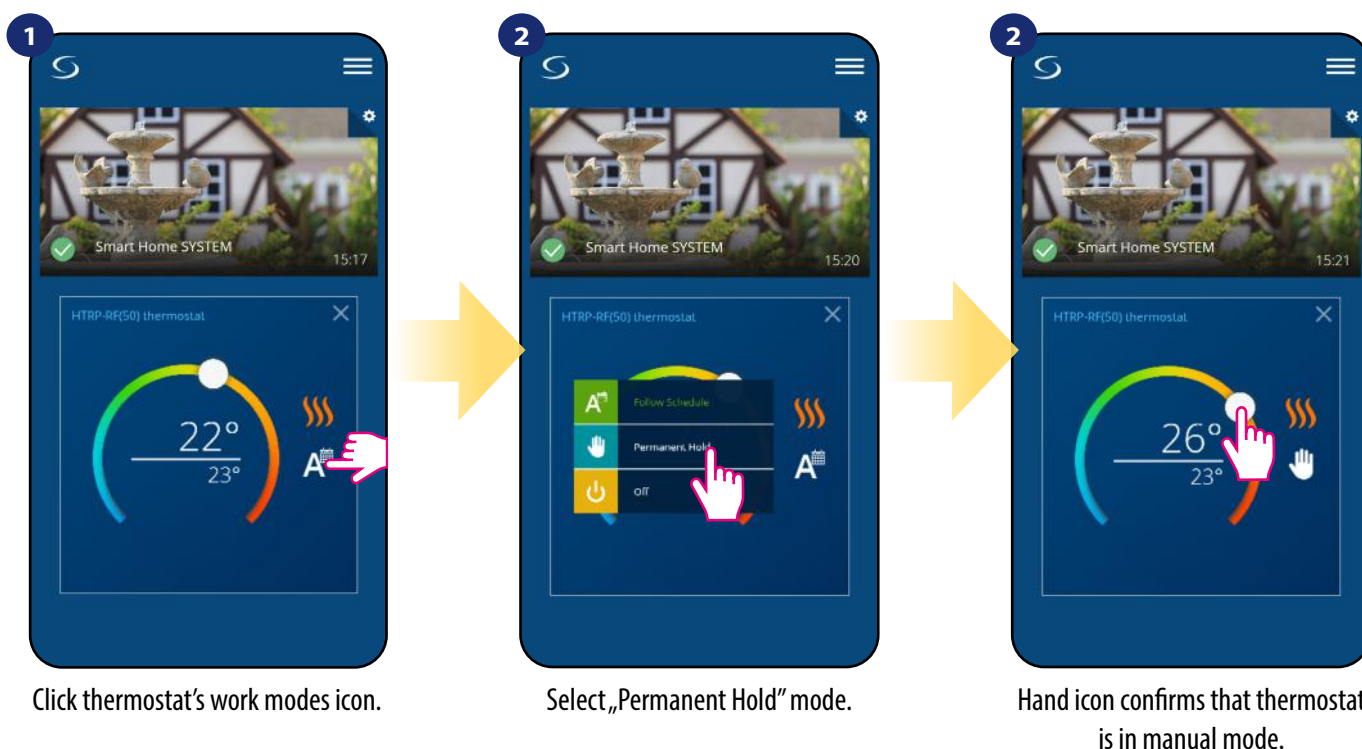 1
Smart Home SYSTEM
15:17
HTRP-RF(50) thermostat
22°
23°
A
Click thermostat's work modes icon.
2
Smart Home SYSTEM
15:20
HTRP-RF(50) thermostat
A Follow Schedule
Permanent Hold
off
A
Select „Permanent Hold” mode.
2
Smart Home SYSTEM
15:21
HTRP-RF(50) thermostat
26°
23°
Hand icon confirms that thermostat
is in manual mode.